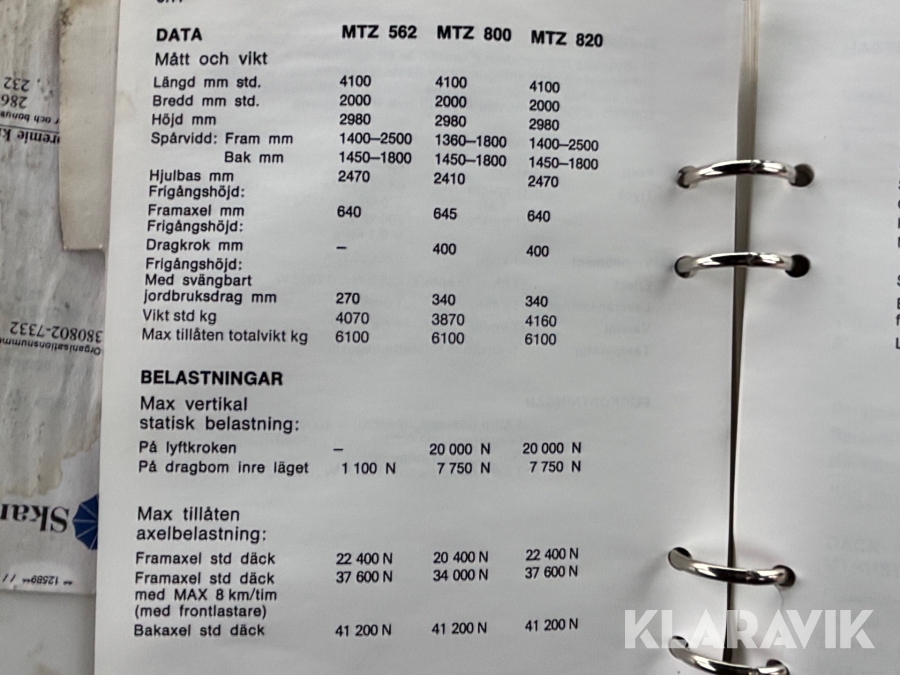 DATA MTZ 562 MTZ 800 MTZ 820
Mått och vikt
Längd mm std. 4100 4100 4100
Bredd mm std. 2000 2000 2000
Höjd mm 2980 2980 2980
Spårvidd: Fram mm 1400–2500 1360–1800 1400–2500
Bak mm 1450–1800 1450–1800 1450–1800
Hjulbas mm 2470 2410 2470
Frigångshöjd:
Framaxel mm 640 645 640
Frigångshöjd:
Dragkrok mm – 400 400
Frigångshöjd:
Med svängbart
jordbruksdrag mm 270 340 340
Vikt std kg 4070 3870 4160
Max tillåten totalvikt kg 6100 6100 6100
BELASTNINGAR
Max vertikal
statisk belastning:
På lyftkroken – 20 000 N 20 000 N
På dragbom inre läget 1 100 N 7 750 N 7 750 N
Max tillåten
axelbelastning:
Framaxel std däck 22 400 N 20 400 N 22 400 N
Framaxel std däck 37 600 N 34 000 N 37 600 N
med MAX 8 km/tim
(med frontlastare)
Bakaxel std däck 41 200 N 41 200 N 41 200 N
232
286
och bonus
380802-7332
Organisationsnumme
Skan
12589
KLARAVIK